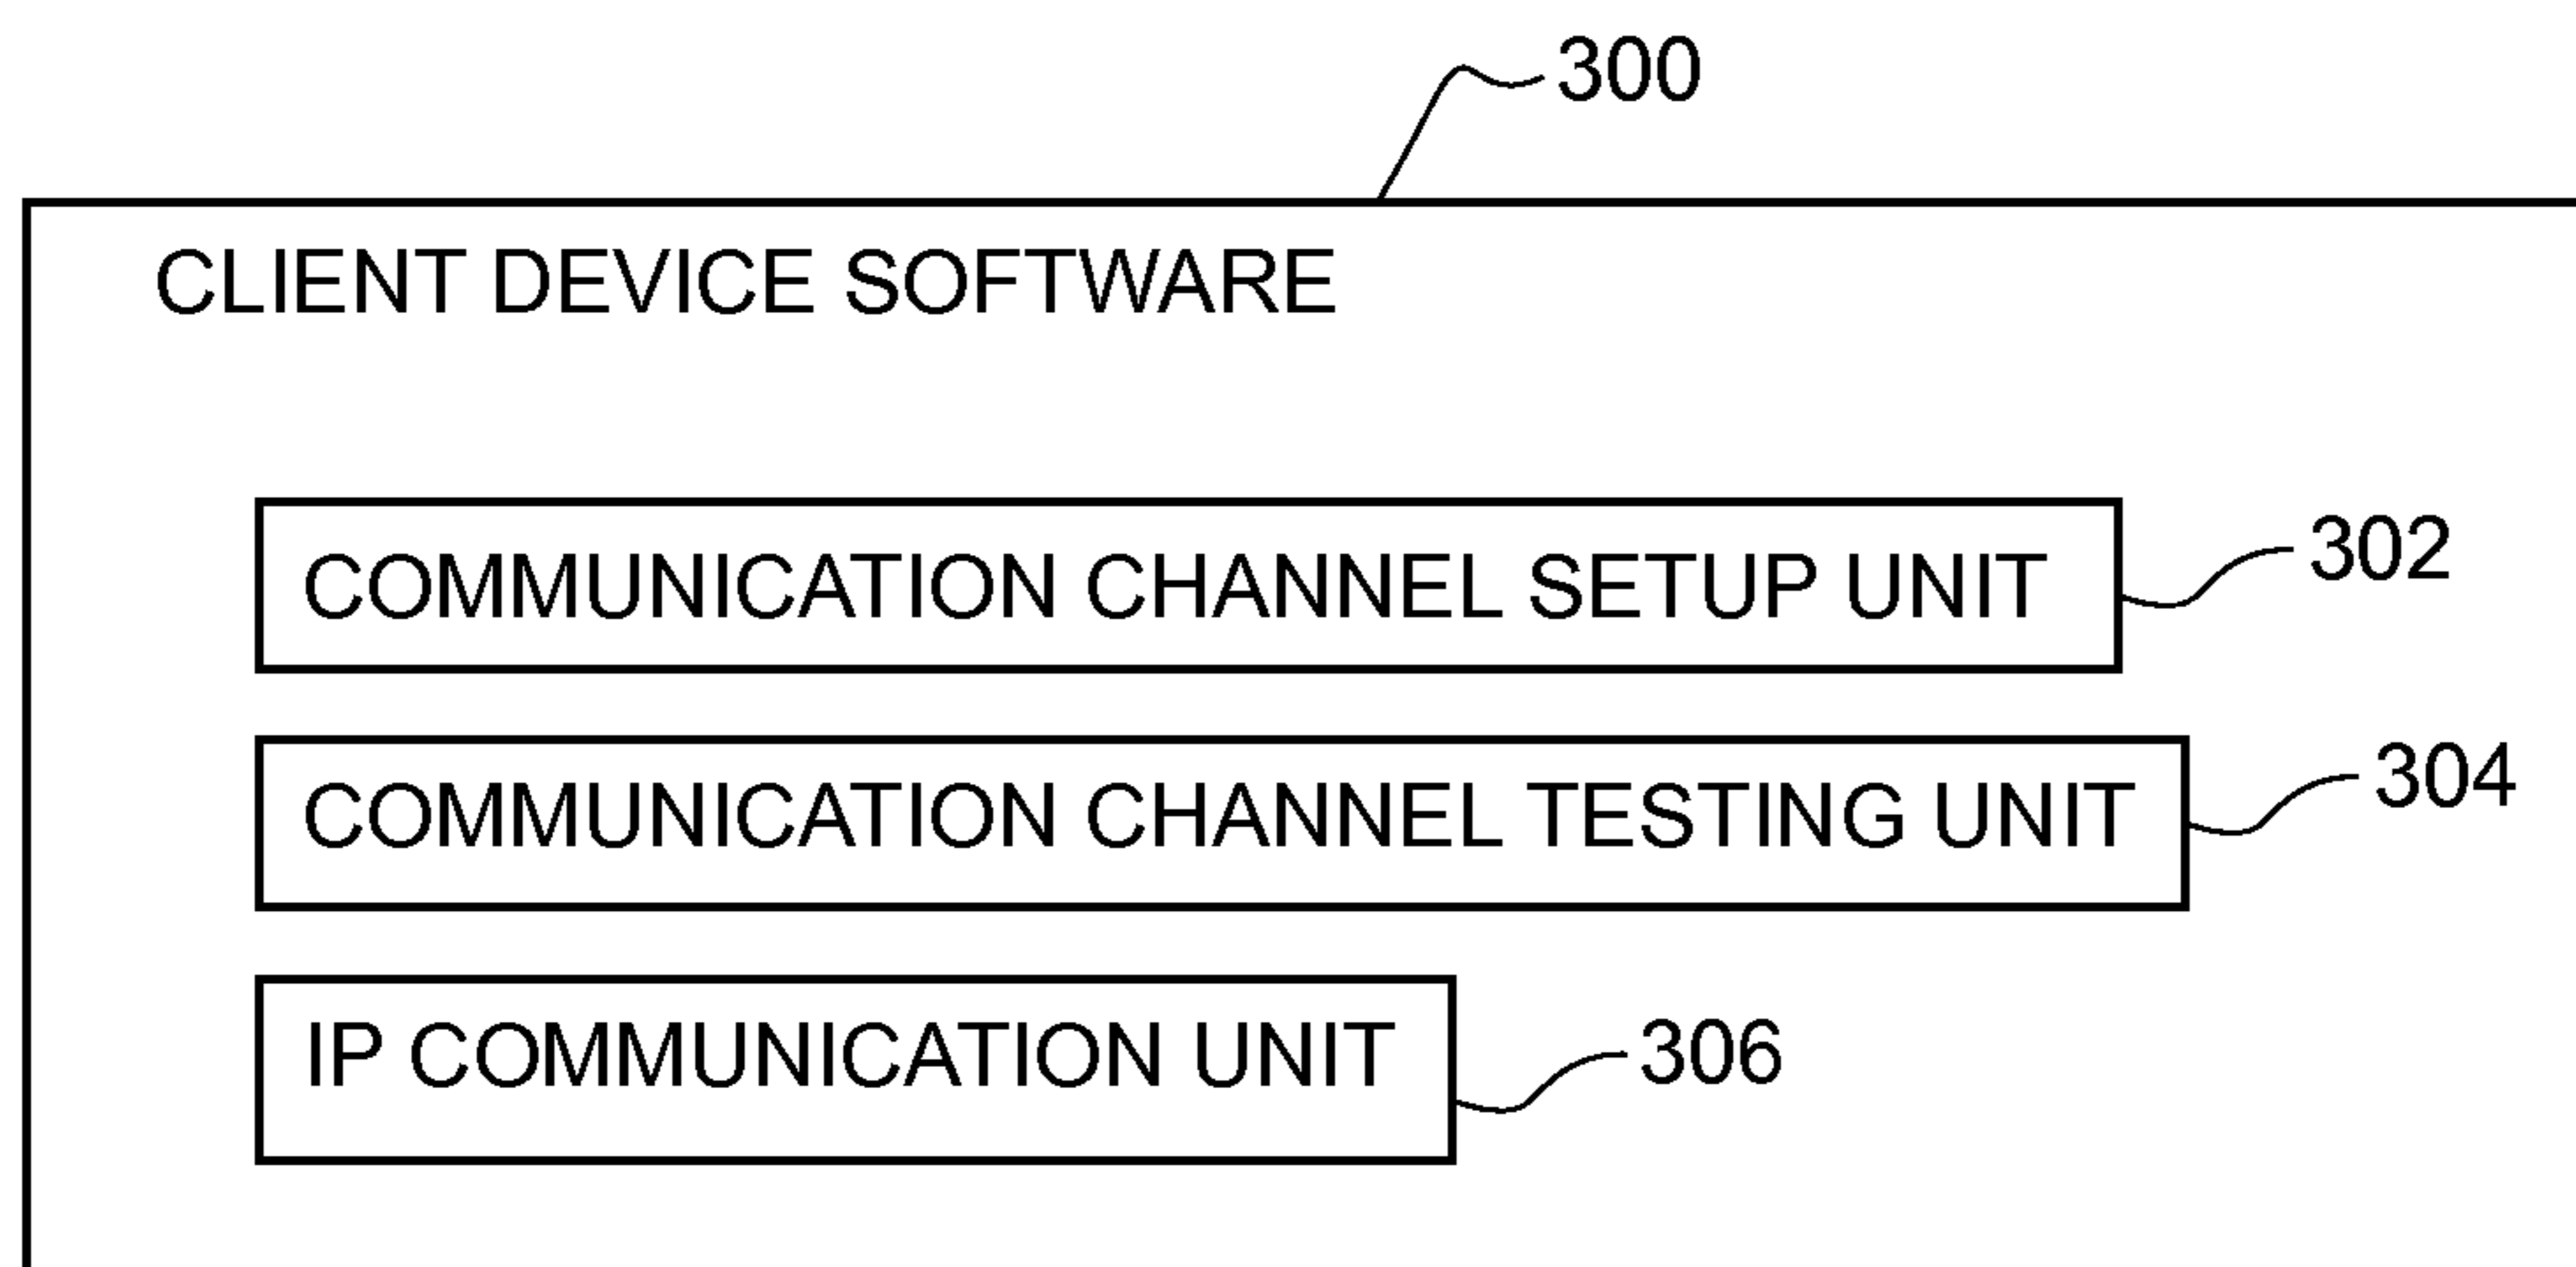 300
CLIENT DEVICE SOFTWARE
COMMUNICATION CHANNEL SETUP UNIT
302
COMMUNICATION CHANNEL TESTING UNIT
304
IP COMMUNICATION UNIT
306